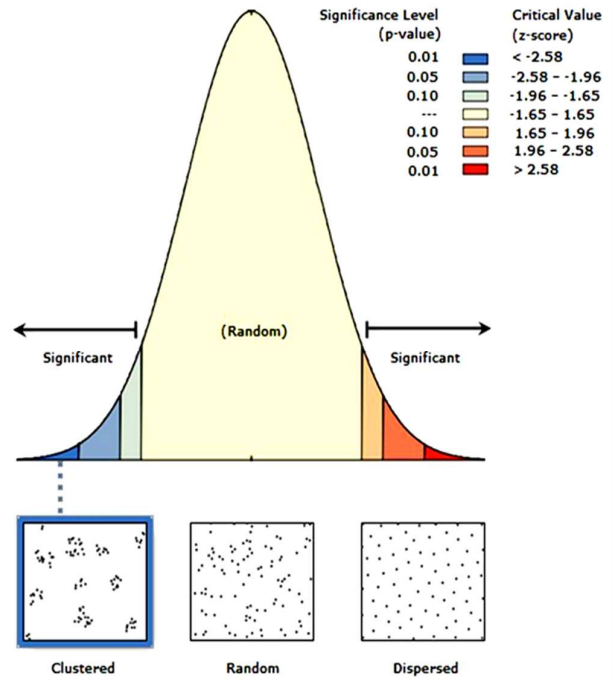 Significance Level
(p-value)
Critical Value
(z-score)
0.01 < -2.58
0.05 -2.58 – -1.96
0.10 -1.96 – -1.65
--- -1.65 – 1.65
0.10 1.65 – 1.96
0.05 1.96 – 2.58
0.01 > 2.58
(Random)
Significant
Significant
Clustered
Random
Dispersed